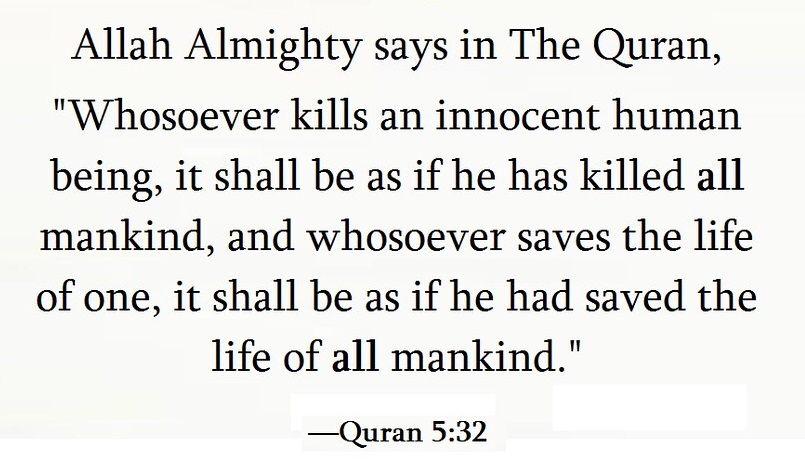 Allah Almighty says in The Quran,
"Whosoever kills an innocent human
being, it shall be as if he has killed all
mankind, and whosoever saves the life
of one, it shall be as if he had saved the
life of all mankind."
—Quran 5:32